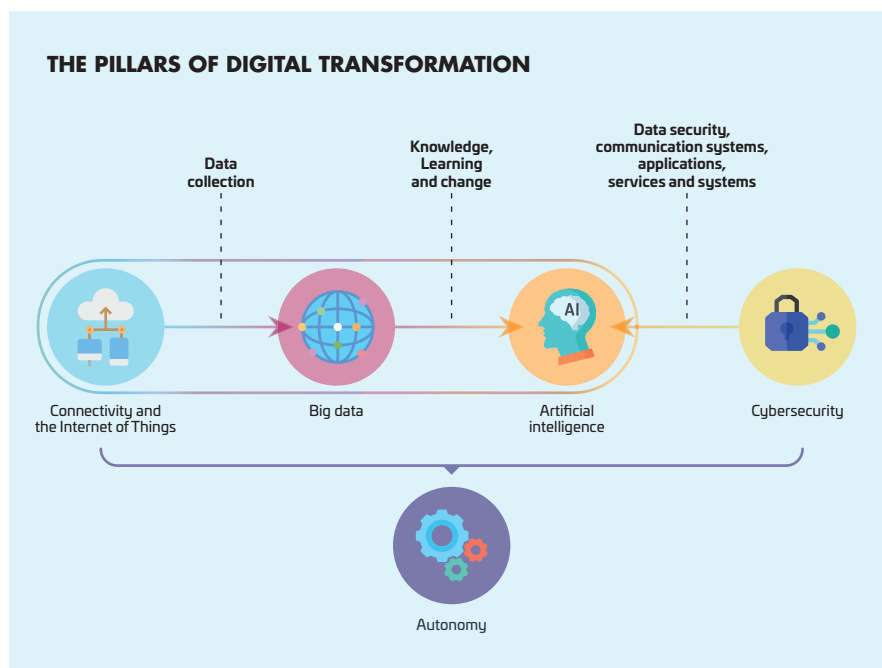 THE PILLARS OF DIGITAL TRANSFORMATION
Data
collection
Knowledge,
Learning
and change
Data security,
communication systems,
applications,
services and systems
AI
Connectivity and
the Internet of Things
Big data
Artificial
intelligence
Cybersecurity
Autonomy